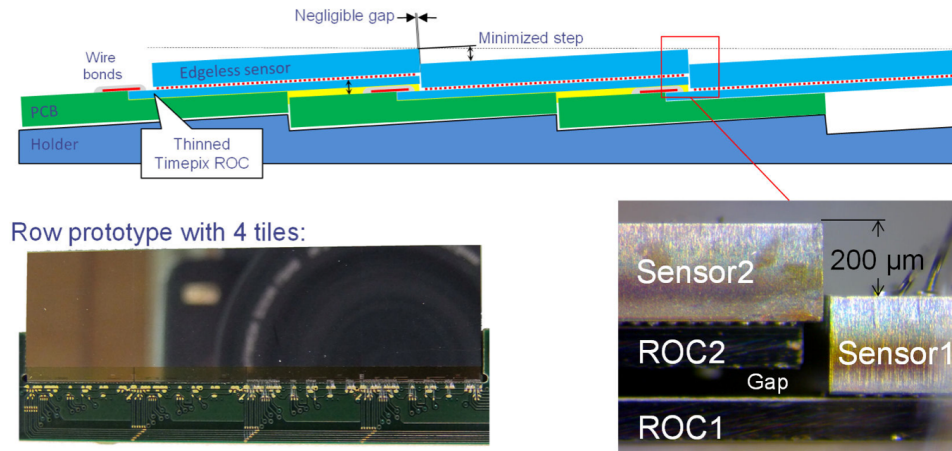 Negligible gap
Minimized step
Wire
bonds
Edgeless sensor
PCB
Thinned
Timepix ROC
Holder
Row prototype with 4 tiles:
200 µm
Sensor2
ROC2
Sensor1
Gap
ROC1